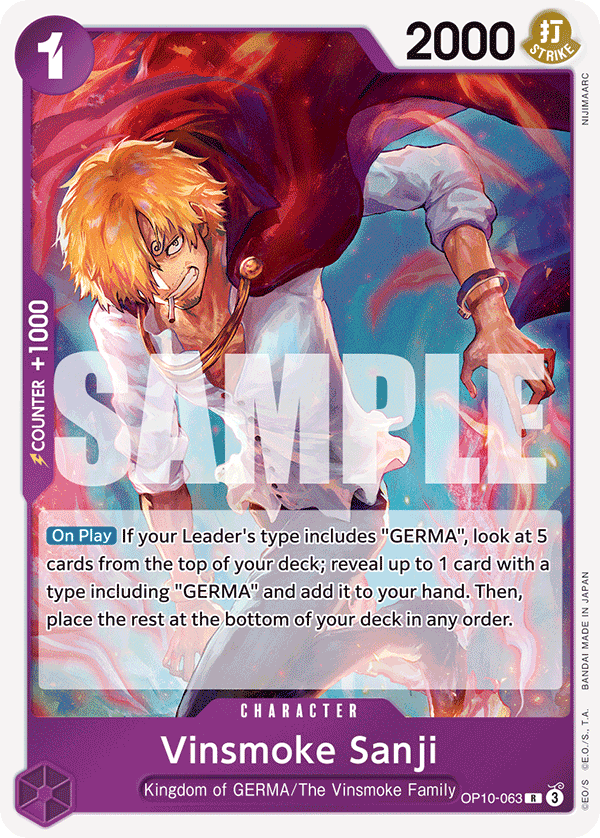 1
2000
打
STRIKE
NIJIMAARC
COUNTER +1000
SAMPLE
On Play If your Leader's type includes "GERMA", look at 5
cards from the top of your deck; reveal up to 1 card with a
type including "GERMA" and add it to your hand. Then,
place the rest at the bottom of your deck in any order.
CHARACTER
Vinsmoke Sanji
Kingdom of GERMA/The Vinsmoke Family
OP10-063 R 3
©E.O/S ©E.O./S., T.A. BANDAI MADE IN JAPAN